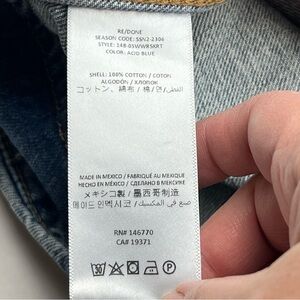 RE/DONE
SEASON CODE: SSN2-2304
STYLE: 148-05WWRSKRT
COLOR: ACID BLUE
SHELL: 100% COTTON / COTON
ALGODÓN / ХЛОПОК
コットン、綿布 / 棉 / 면 / القطن
MADE IN MEXICO / FABRIQUÉ AU MEXIQUE
HECHO EN MÉXICO / СДЕЛАНО В МЕКСИКЕ
メキシコ製 / 墨西哥制造
메이드인멕시코 / صنع في المكسيك
RN# 146770
CA# 19371